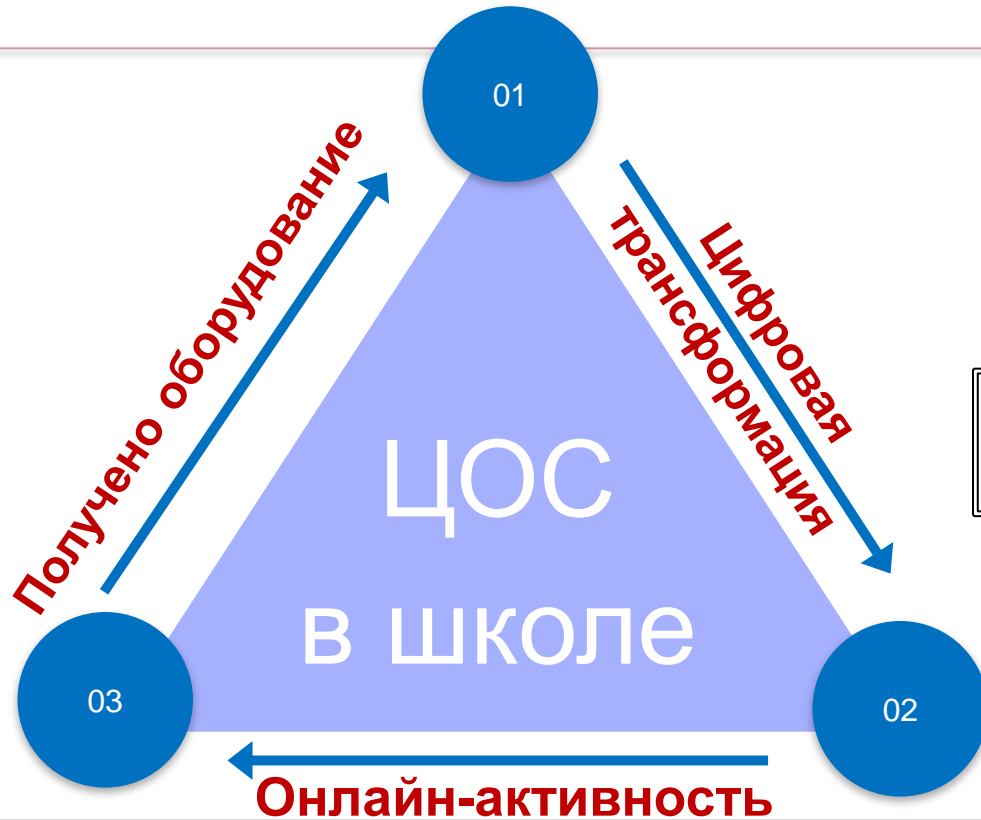 01
Получено оборудование
Цифровая
трансформация
ЦОС
в школе
03
02
Онлайн-активность